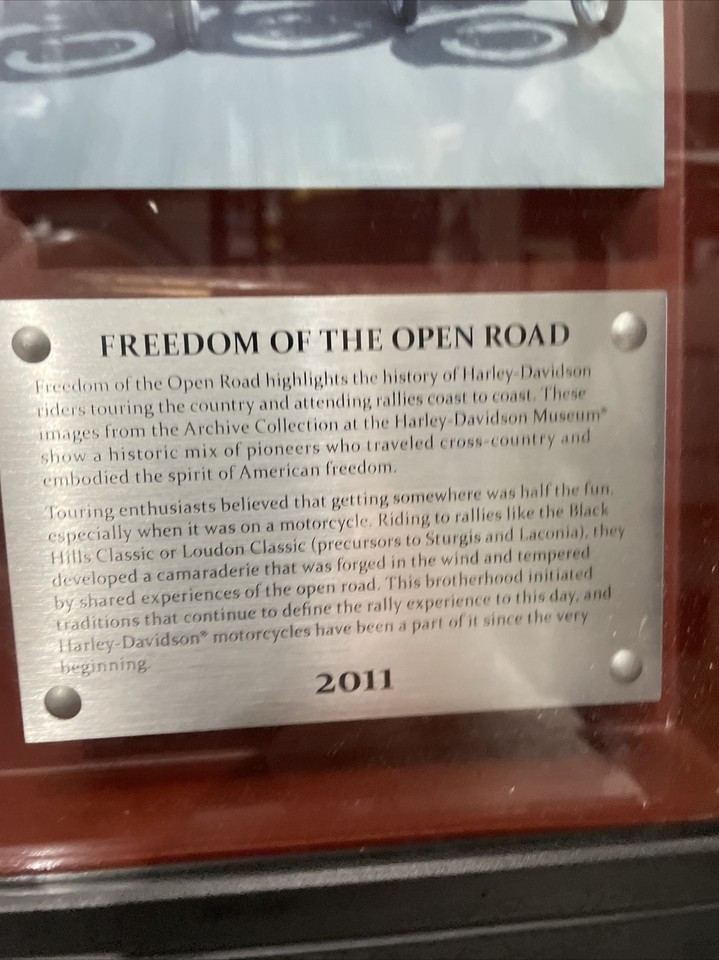 FREEDOM OF THE OPEN ROAD
Freedom of the Open Road highlights the history of Harley-Davidson
riders touring the country and attending rallies coast to coast. These
images from the Archive Collection at the Harley-Davidson Museum®
show a historic mix of pioneers who traveled cross-country and
embodied the spirit of American freedom.
Touring enthusiasts believed that getting somewhere was half the fun,
especially when it was on a motorcycle. Riding to rallies like the Black
Hills Classic or Loudon Classic (precursors to Sturgis and Laconia), they
developed a camaraderie that was forged in the wind and tempered
by shared experiences of the open road. This brotherhood initiated
traditions that continue to define the rally experience to this day, and
Harley-Davidson® motorcycles have been a part of it since the very
beginning.
2011